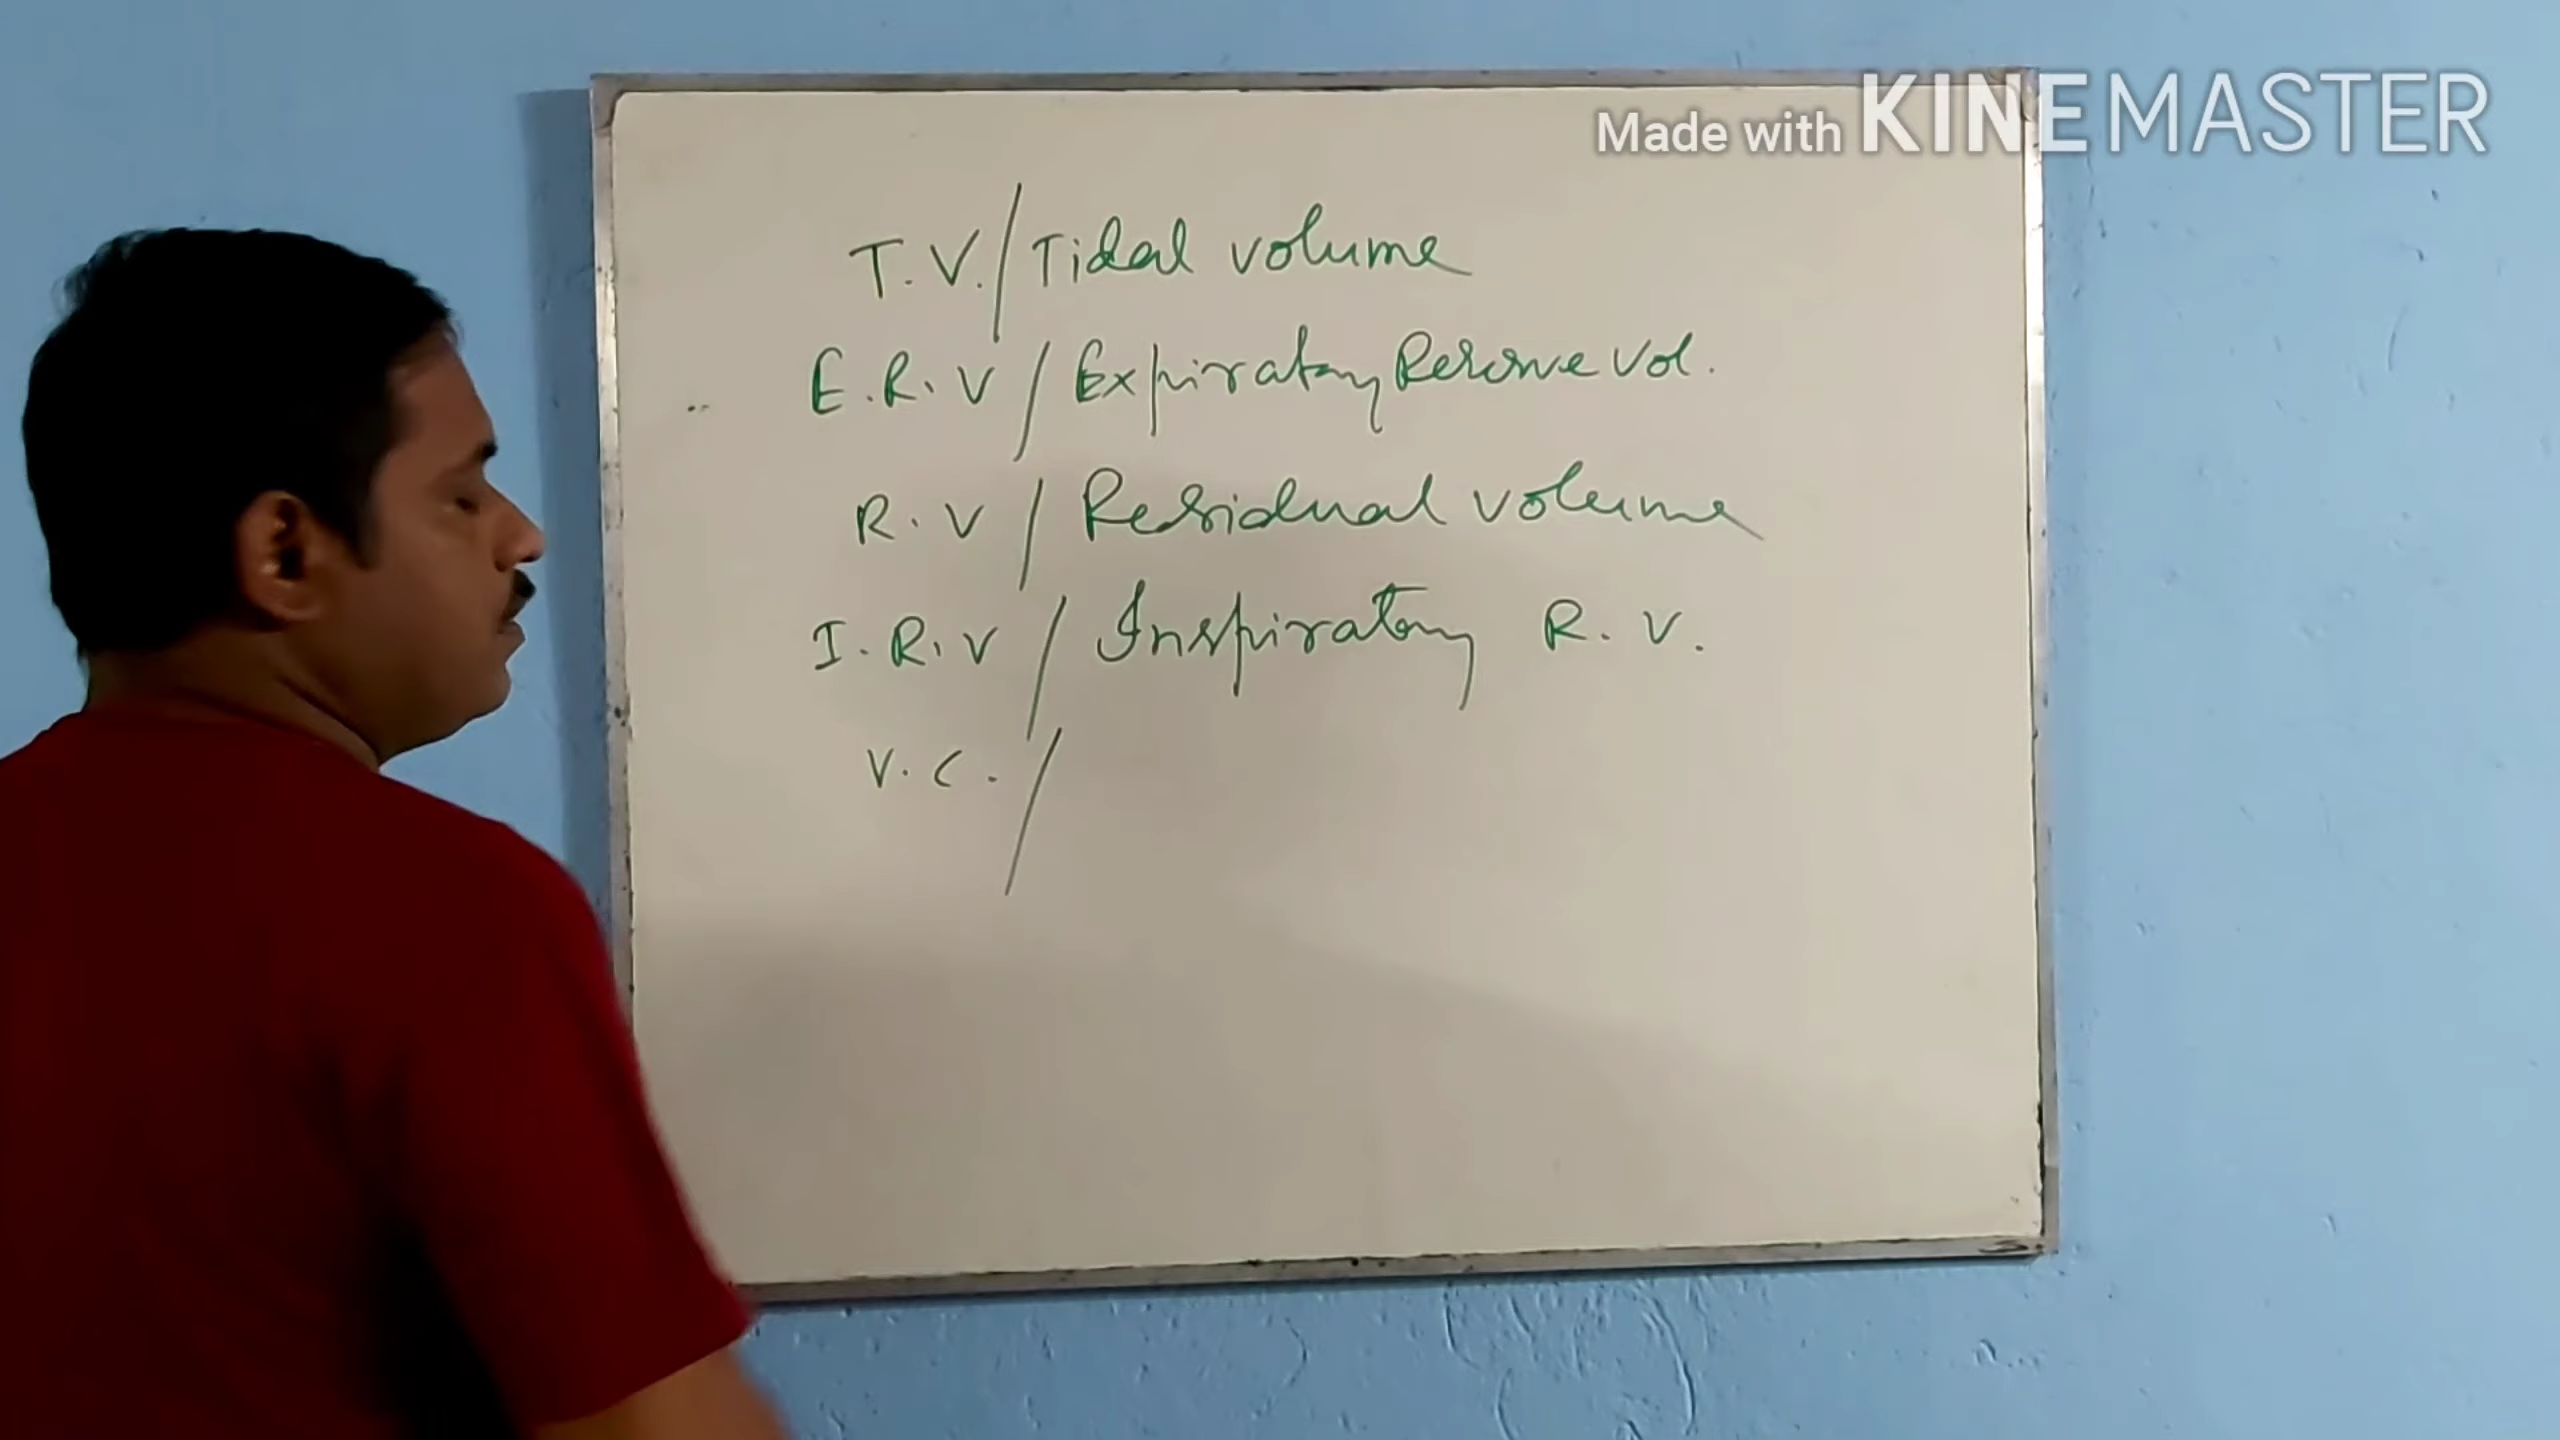 Made with KINEMASTER
T.V./Tidal volume
E.R.V/Expiratory Reserve Vol.
R.V/Residual volume
I.R.V/Inspiratory R.V.
V.C./